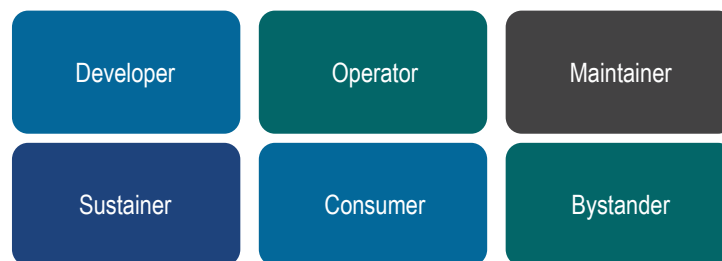 Developer
Operator
Maintainer
Sustainer
Consumer
Bystander